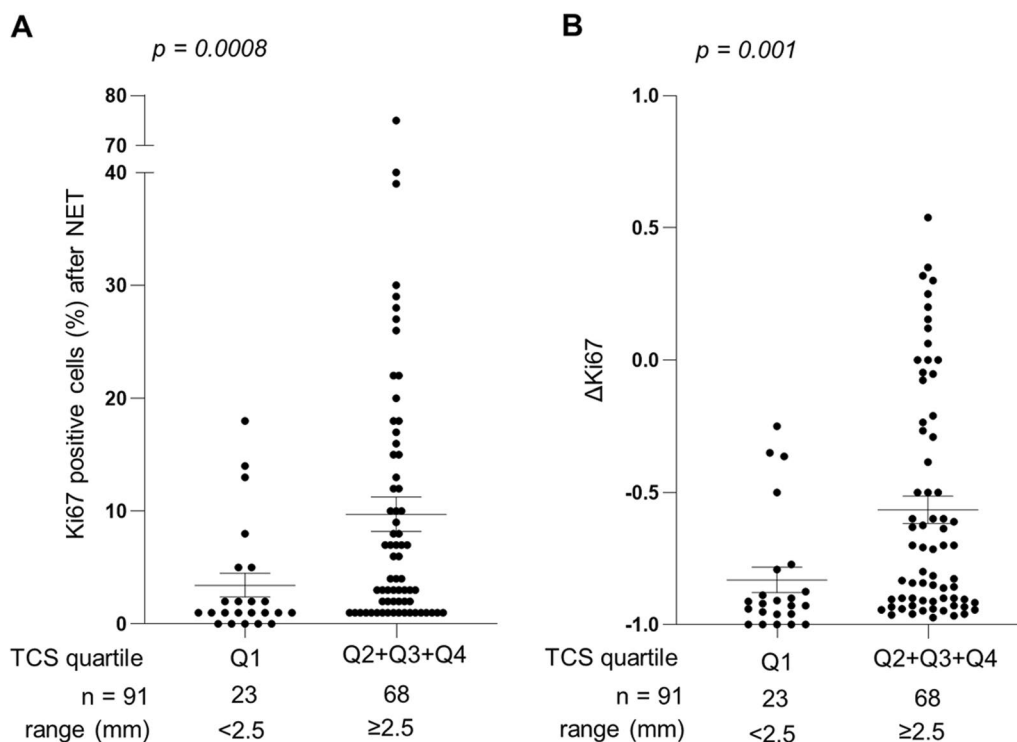 A
p = 0.0008
Ki67 positive cells (%) after NET
80
70
40
30
20
10
0
TCS quartile Q1 Q2+Q3+Q4
n = 91 23 68
range (mm) <2.5 ≥2.5
B
p = 0.001
ΔKi67
1.0
0.5
0.0
-0.5
-1.0
TCS quartile Q1 Q2+Q3+Q4
n = 91 23 68
range (mm) <2.5 ≥2.5